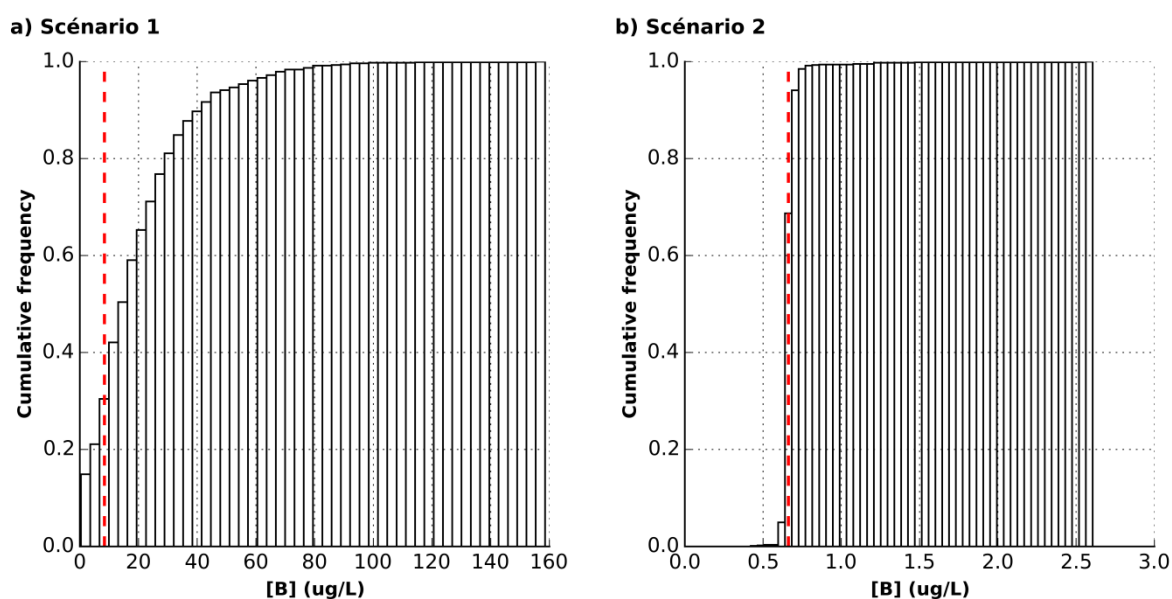 a) Scénario 1
1.0
0.8
0.6
0.4
0.2
0.0
Cumulative frequency
0 20 40 60 80 100 120 140 160
[B] (ug/L)
b) Scénario 2
1.0
0.8
0.6
0.4
0.2
0.0
Cumulative frequency
0.0 0.5 1.0 1.5 2.0 2.5 3.0
[B] (ug/L)